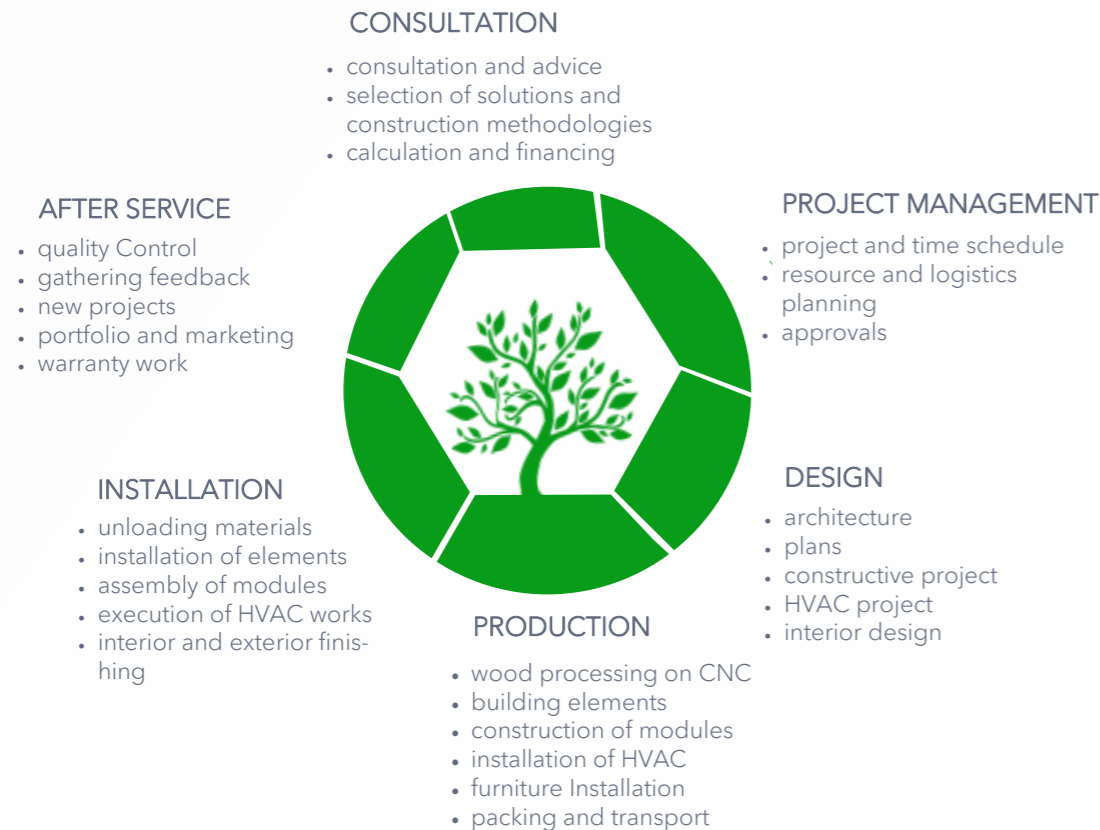 CONSULTATION
• consultation and advice
• selection of solutions and
construction methodologies
• calculation and financing
PROJECT MANAGEMENT
• project and time schedule
• resource and logistics
planning
• approvals
DESIGN
• architecture
• plans
• constructive project
• HVAC project
• interior design
PRODUCTION
• wood processing on CNC
• building elements
• construction of modules
• installation of HVAC
• furniture Installation
• packing and transport
INSTALLATION
• unloading materials
• installation of elements
• assembly of modules
• execution of HVAC works
• interior and exterior finis-
hing
AFTER SERVICE
• quality Control
• gathering feedback
• new projects
• portfolio and marketing
• warranty work